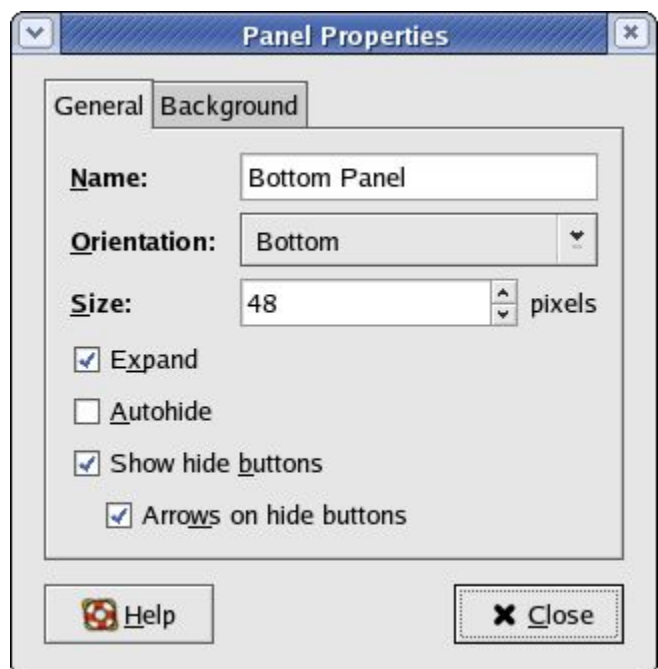 Panel Properties
General Background
Name: Bottom Panel
Orientation: Bottom
Size: 48 pixels
Expand
Autohide
Show hide buttons
Arrows on hide buttons
Help Close